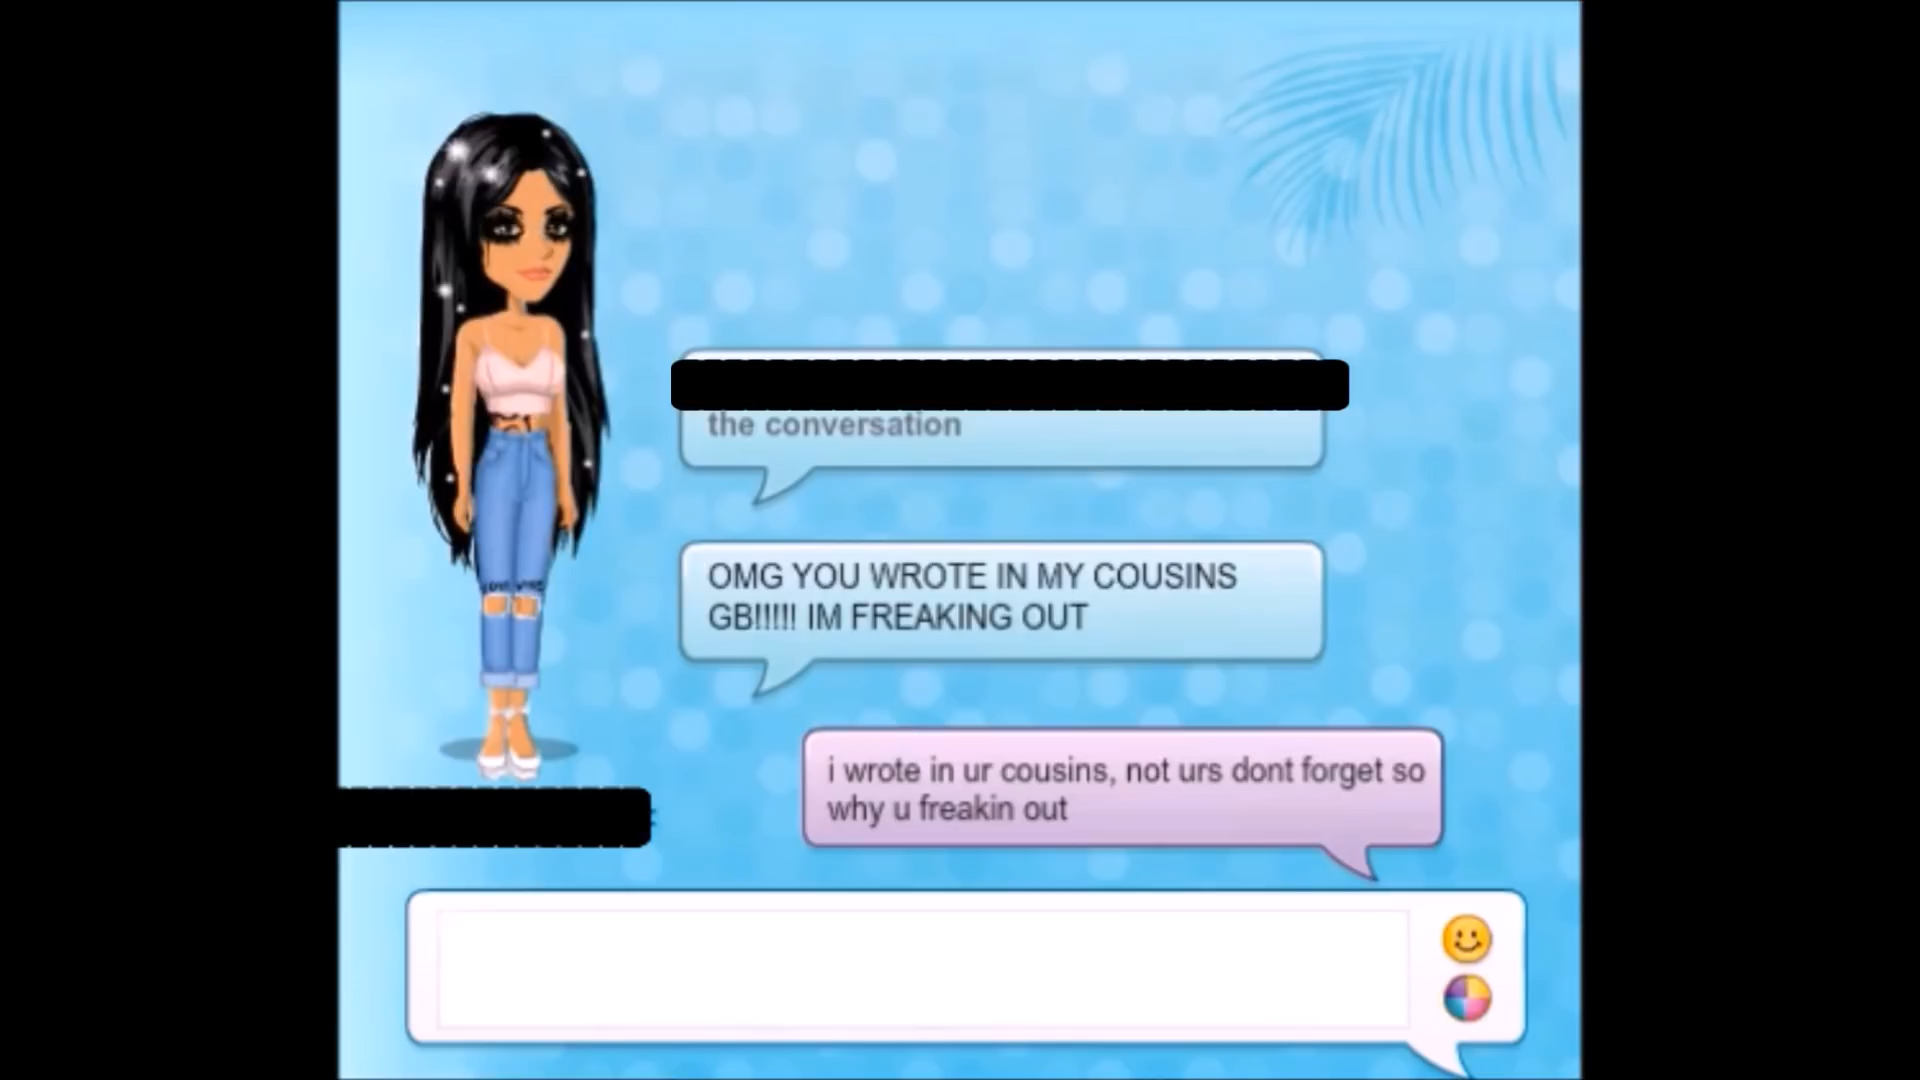 the conversation
OMG YOU WROTE IN MY COUSINS
GB!!!!! IM FREAKING OUT
i wrote in ur cousins, not urs dont forget so
why u freakin out